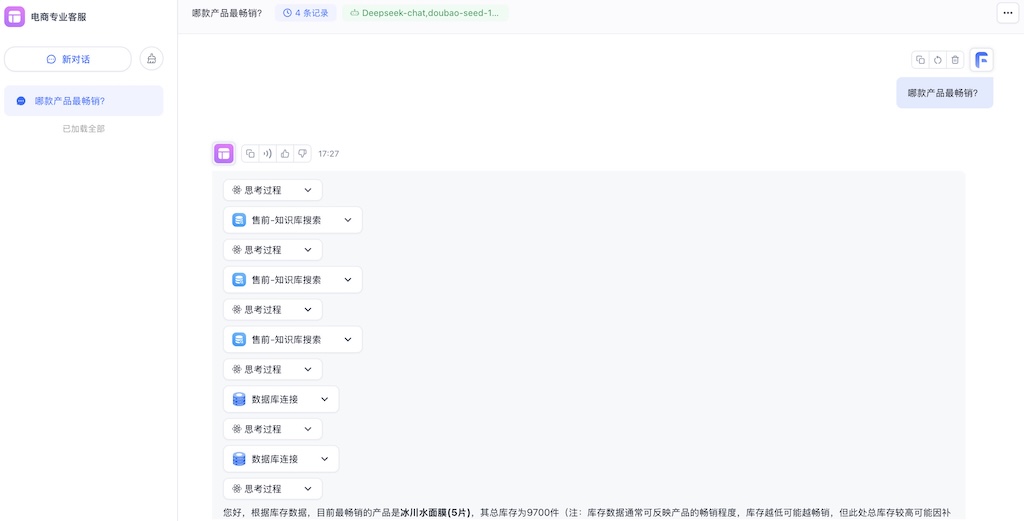 电商专业客服
新对话
哪款产品最畅销?
已加载全部
哪款产品最畅销?
4 条记录
Deepseek-chat,doubao-seed-1...
哪款产品最畅销?
17:27
思考过程
售前-知识库搜索
思考过程
售前-知识库搜索
思考过程
售前-知识库搜索
思考过程
数据库连接
思考过程
数据库连接
思考过程
您好，根据库存数据，目前最畅销的产品是冰川水面膜(5片)，其总库存为9700件（注：库存数据通常可反映产品的畅销程度，库存越低可能越畅销，但此处总库存较高可能因补